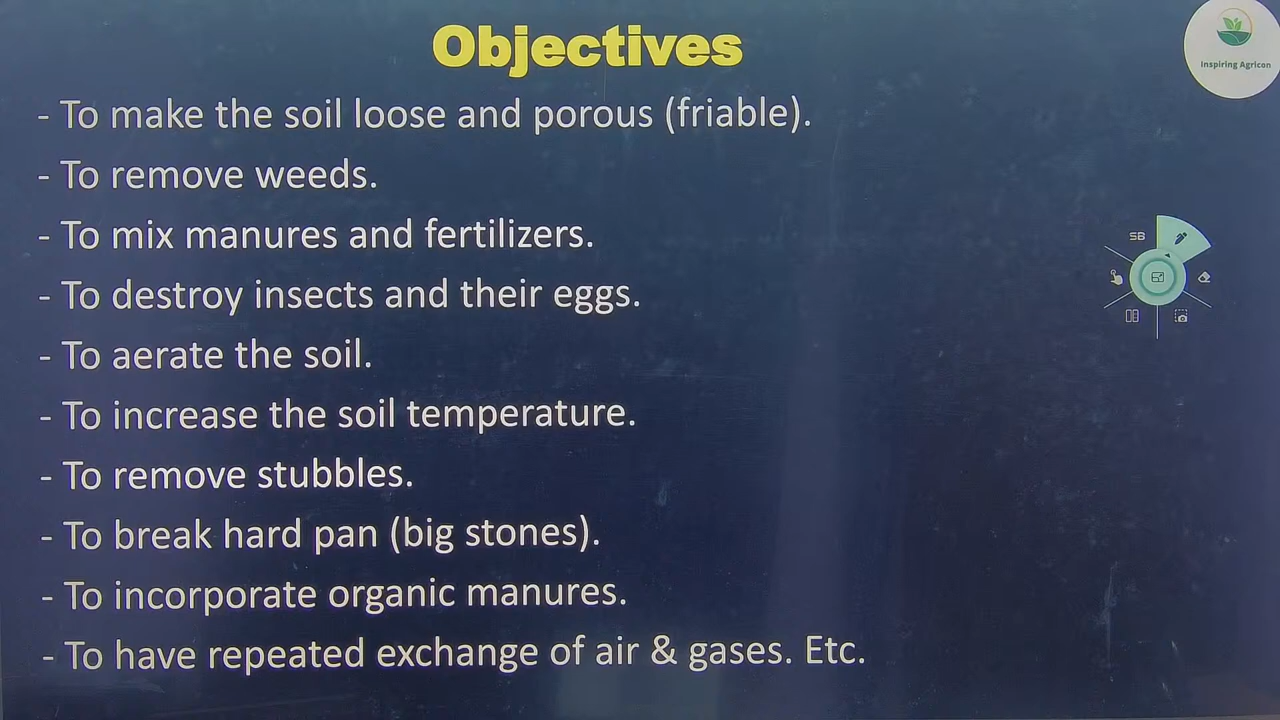 Objectives
Inspiring Agricon
- To make the soil loose and porous (friable).
- To remove weeds.
- To mix manures and fertilizers.
- To destroy insects and their eggs.
- To aerate the soil.
- To increase the soil temperature.
- To remove stubbles.
- To break hard pan (big stones).
- To incorporate organic manures.
- To have repeated exchange of air & gases. Etc.
SB